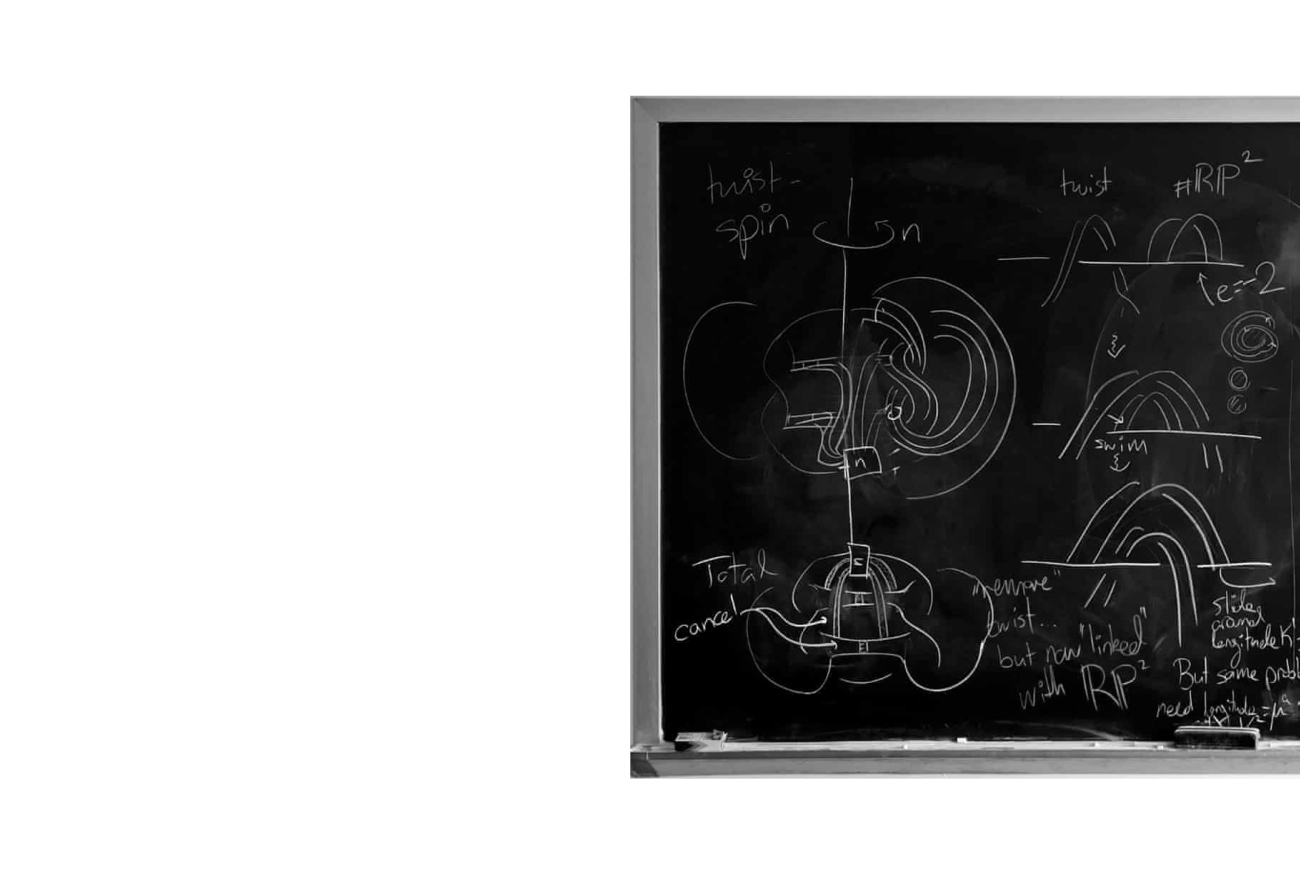 twist-
spin
n
n
Total
cancel
twist #RP²
e=-2
swim
"remove"
twist...
but now "linked"
with RP²
slide
around
longitude K
But same probl
need longitude